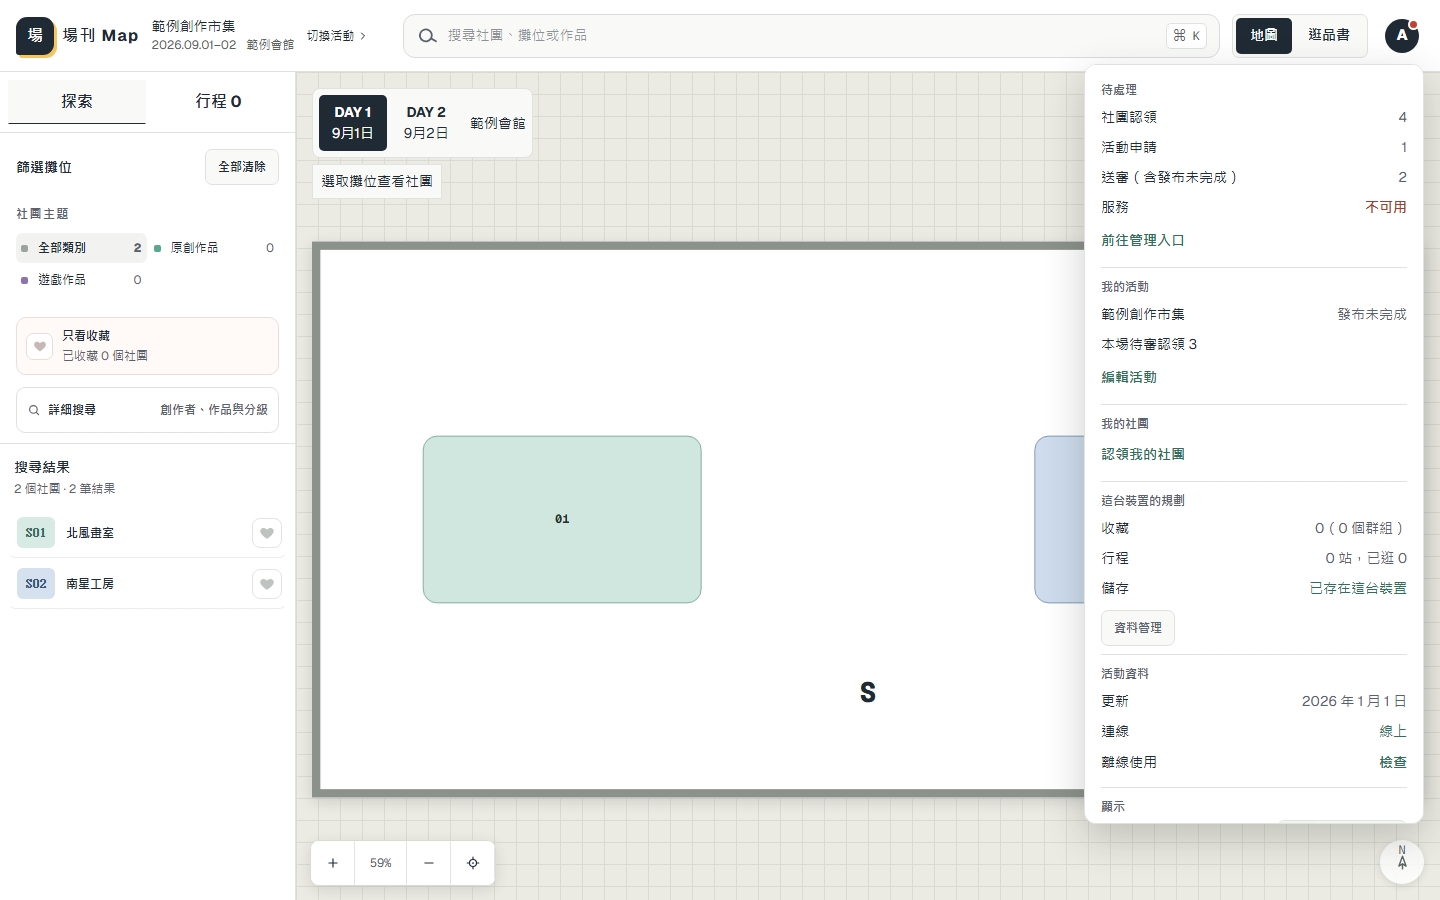 場
場刊 Map
範例創作市集
2026.09.01–02 範例會館
切換活動 ›
搜尋社團、攤位或作品
⌘ K
地圖
逛品書
A
探索
行程 0
篩選攤位
全部清除
社團主題
全部類別 2
原創作品 0
遊戲作品 0
只看收藏
已收藏 0 個社團
詳細搜尋 創作者、作品與分級
搜尋結果
2 個社團 · 2 筆結果
S01 北風畫室
S02 南星工房
DAY 1
9月1日
DAY 2
9月2日
範例會館
選取攤位查看社團
01
S
+ 59% −
N
待處理
社團認領 4
活動申請 1
送審（含發布未完成） 2
服務 不可用
前往管理入口
我的活動
範例創作市集 發布未完成
本場待審認領 3
編輯活動
我的社團
認領我的社團
這台裝置的規劃
收藏 0（0 個群組）
行程 0 站，已逛 0
儲存 已存在這台裝置
資料管理
活動資料
更新 2026 年 1 月 1 日
連線 線上
離線使用 檢查
顯示